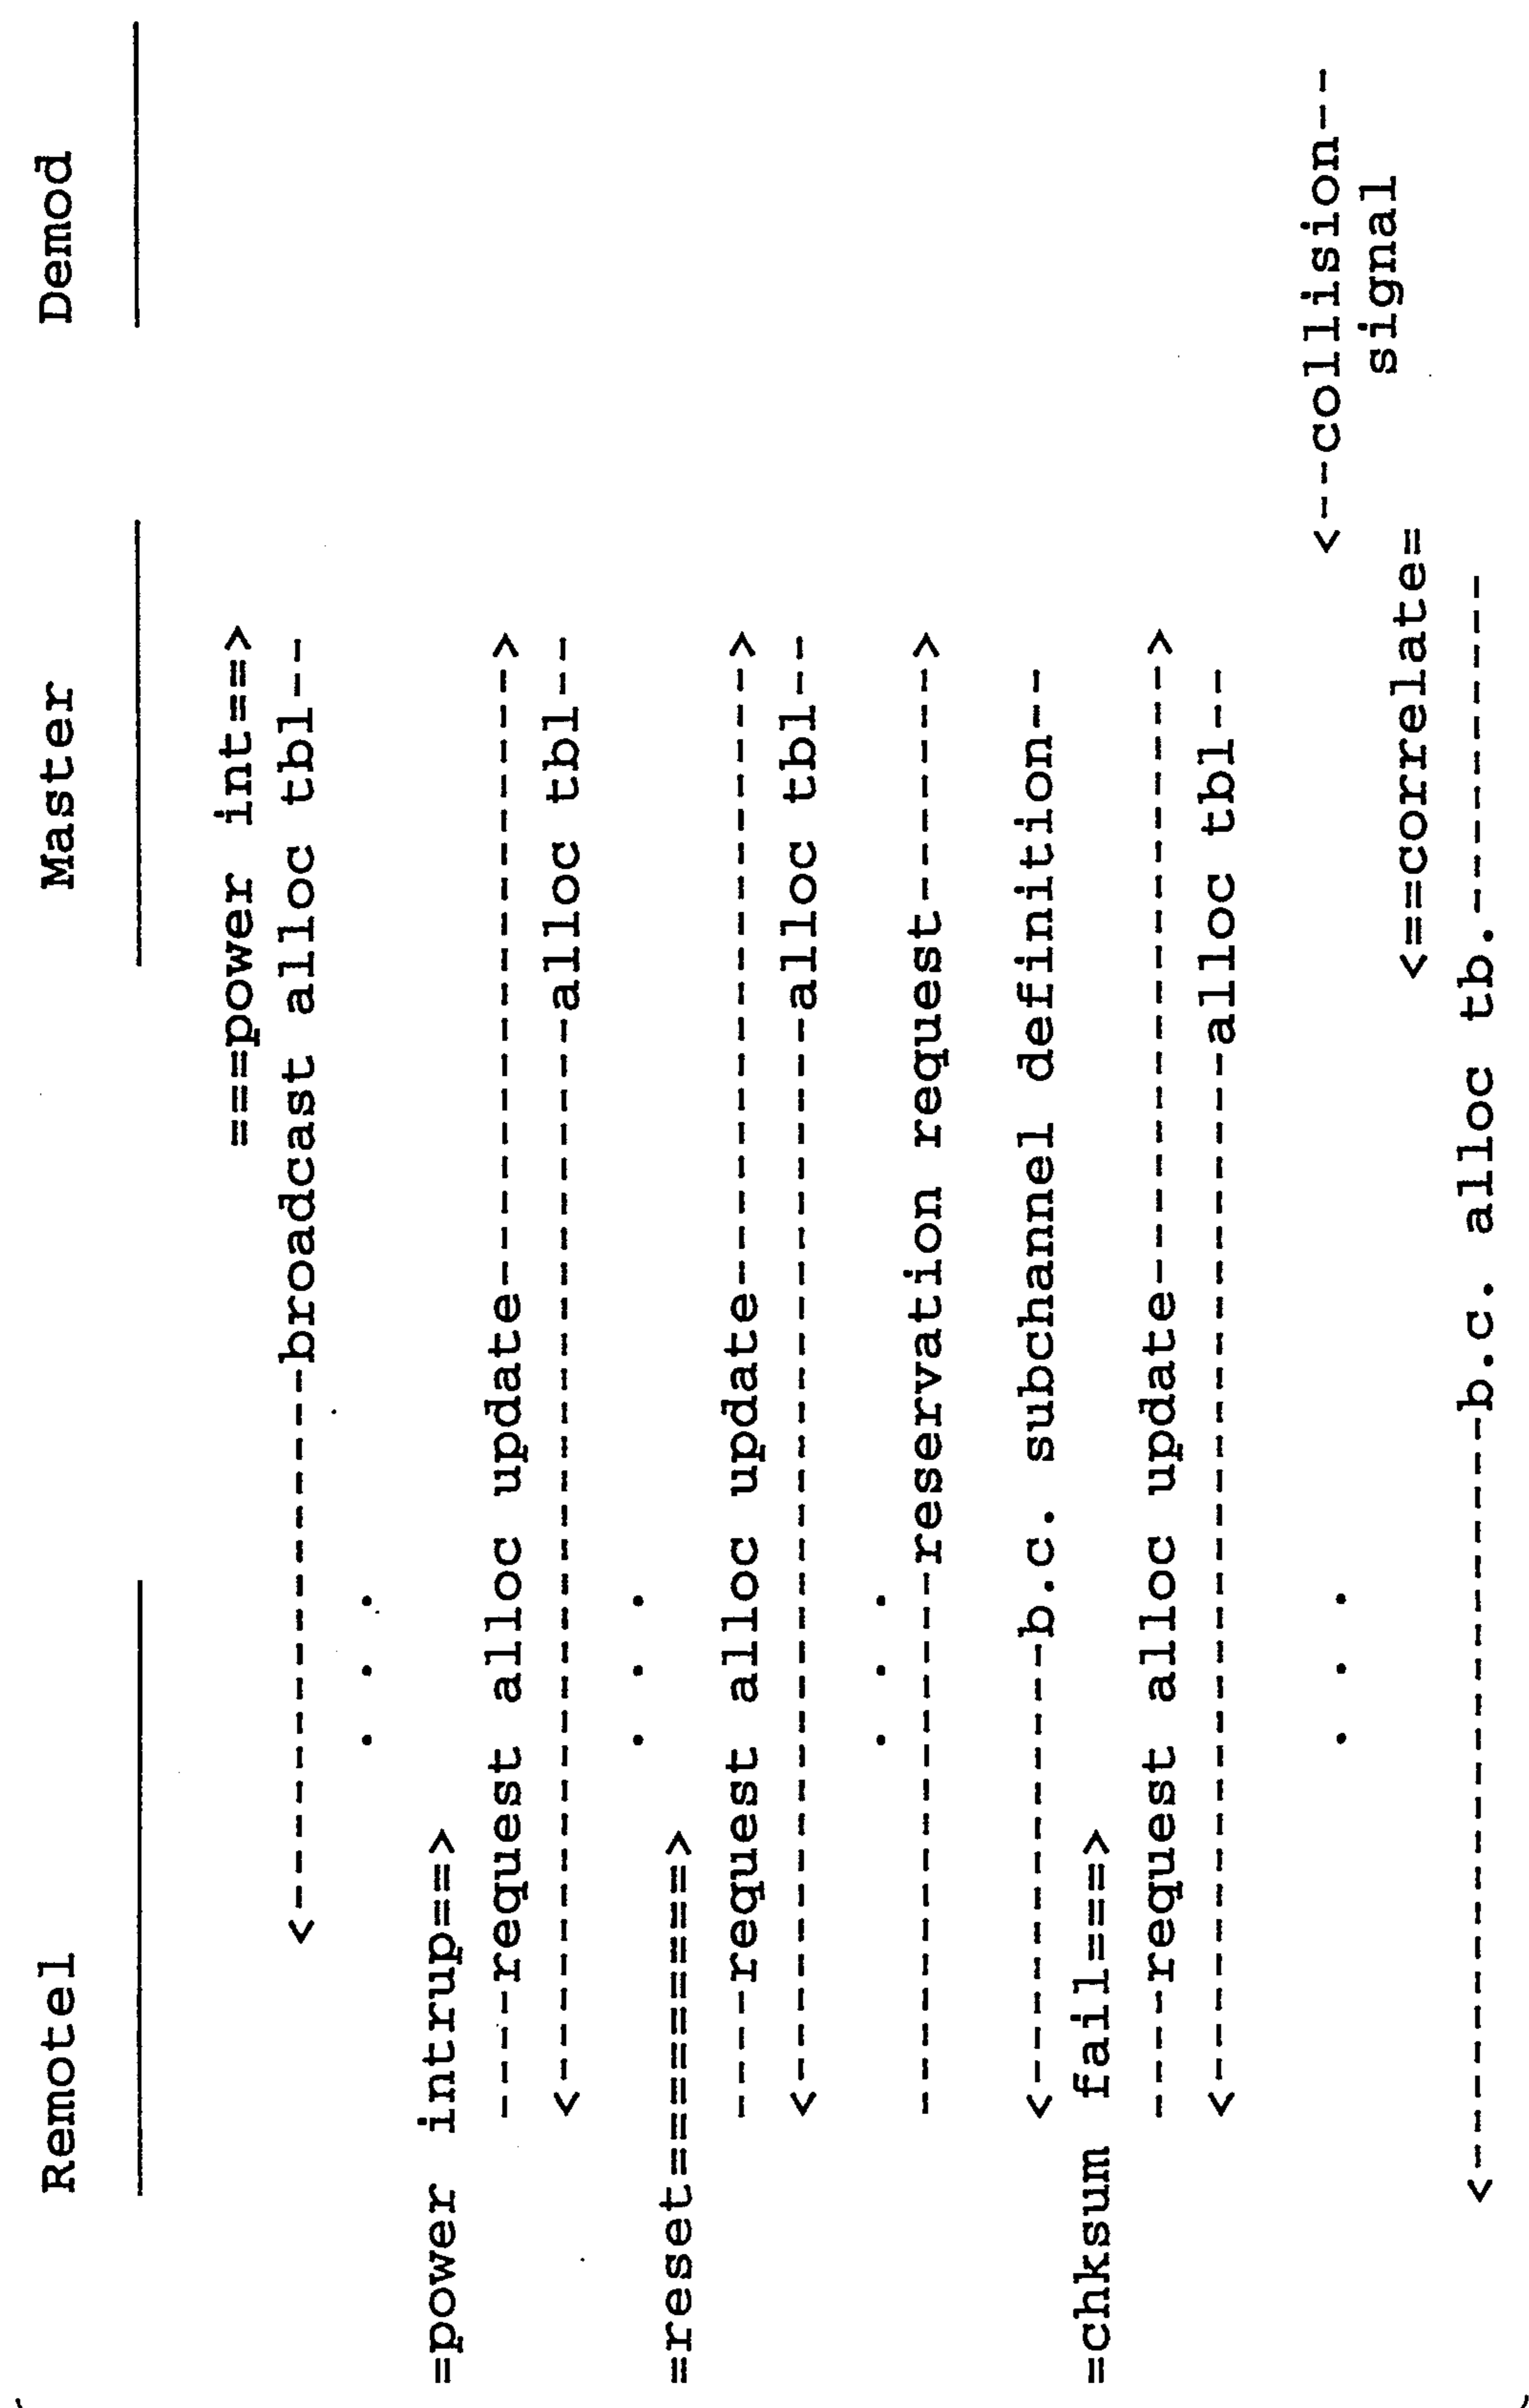 Remotel Master Demod
===power int==>
<----------------broadcast alloc tbl--
. . .
=power intrup==>
----request alloc update------------------->
<-------------------------------alloc tbl---
. . .
=reset=========>
----request alloc update------------------->
<-------------------------------alloc tbl---
. . .
----------------reservation request-------->
<-------------b.c. subchannel definition--
=chksum fail===>
----request alloc update------------------->
<------------------------------alloc tbl--
. . .
<---collision--
signal
<==correlate=
<----------------------b.c. alloc tb.----------